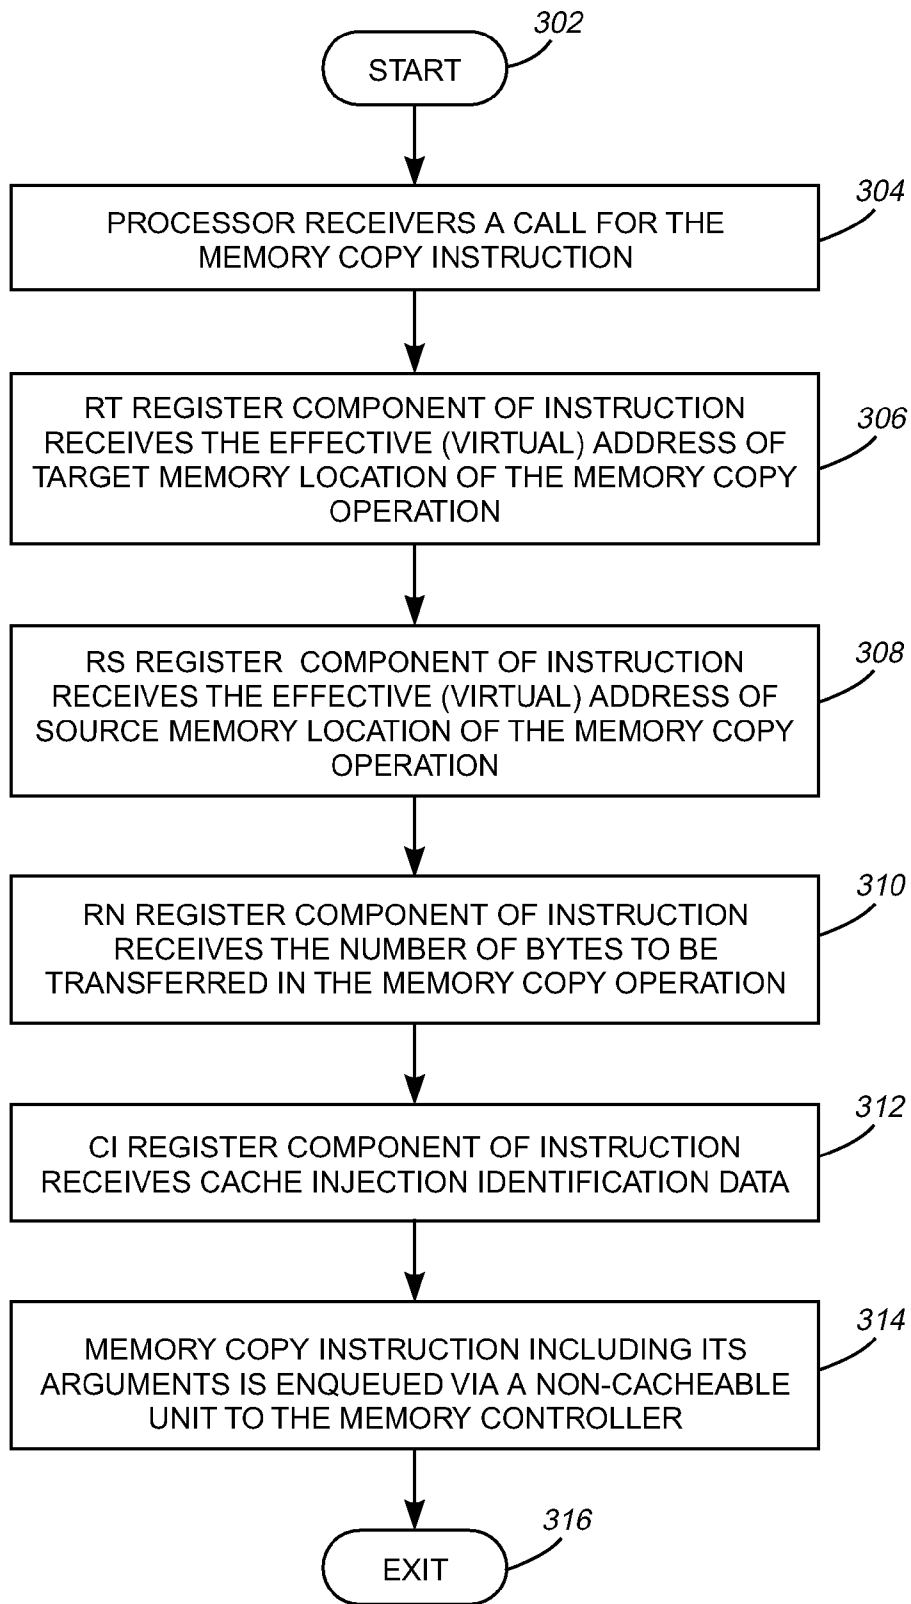 302
START
304
PROCESSOR RECEIVERS A CALL FOR THE
MEMORY COPY INSTRUCTION
306
RT REGISTER COMPONENT OF INSTRUCTION
RECEIVES THE EFFECTIVE (VIRTUAL) ADDRESS OF
TARGET MEMORY LOCATION OF THE MEMORY COPY
OPERATION
308
RS REGISTER COMPONENT OF INSTRUCTION
RECEIVES THE EFFECTIVE (VIRTUAL) ADDRESS OF
SOURCE MEMORY LOCATION OF THE MEMORY COPY
OPERATION
310
RN REGISTER COMPONENT OF INSTRUCTION
RECEIVES THE NUMBER OF BYTES TO BE
TRANSFERRED IN THE MEMORY COPY OPERATION
312
CI REGISTER COMPONENT OF INSTRUCTION
RECEIVES CACHE INJECTION IDENTIFICATION DATA
314
MEMORY COPY INSTRUCTION INCLUDING ITS
ARGUMENTS IS ENQUEUED VIA A NON-CACHEABLE
UNIT TO THE MEMORY CONTROLLER
316
EXIT